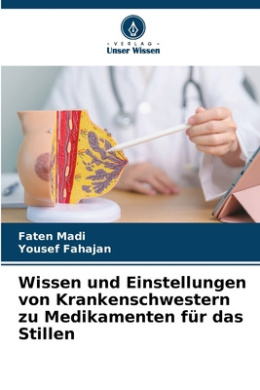 VERLAG
Unser Wissen
Faten Madi
Yousef Fahajan
Wissen und Einstellungen
von Krankenschwestern
zu Medikamenten für das
Stillen